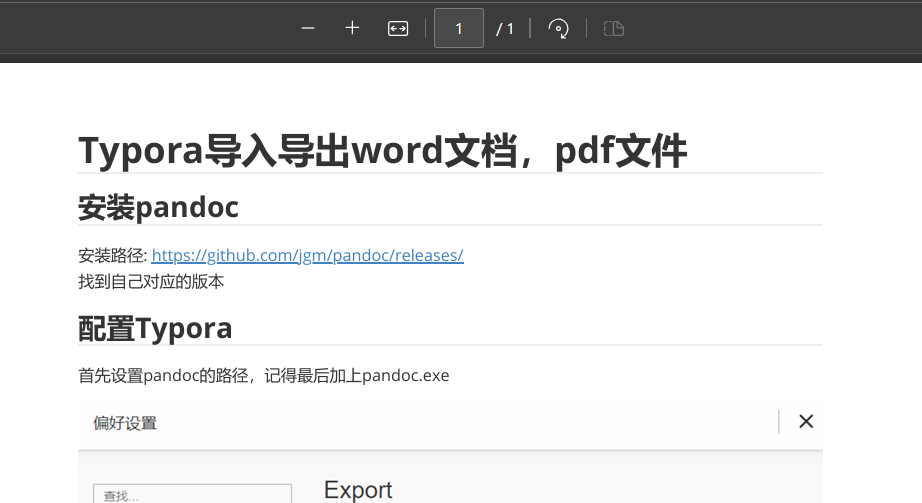 1 / 1
Typora导入导出word文档，pdf文件
安装pandoc
安装路径: https://github.com/jgm/pandoc/releases/
找到自己对应的版本
配置Typora
首先设置pandoc的路径，记得最后加上pandoc.exe
偏好设置
查找...
Export